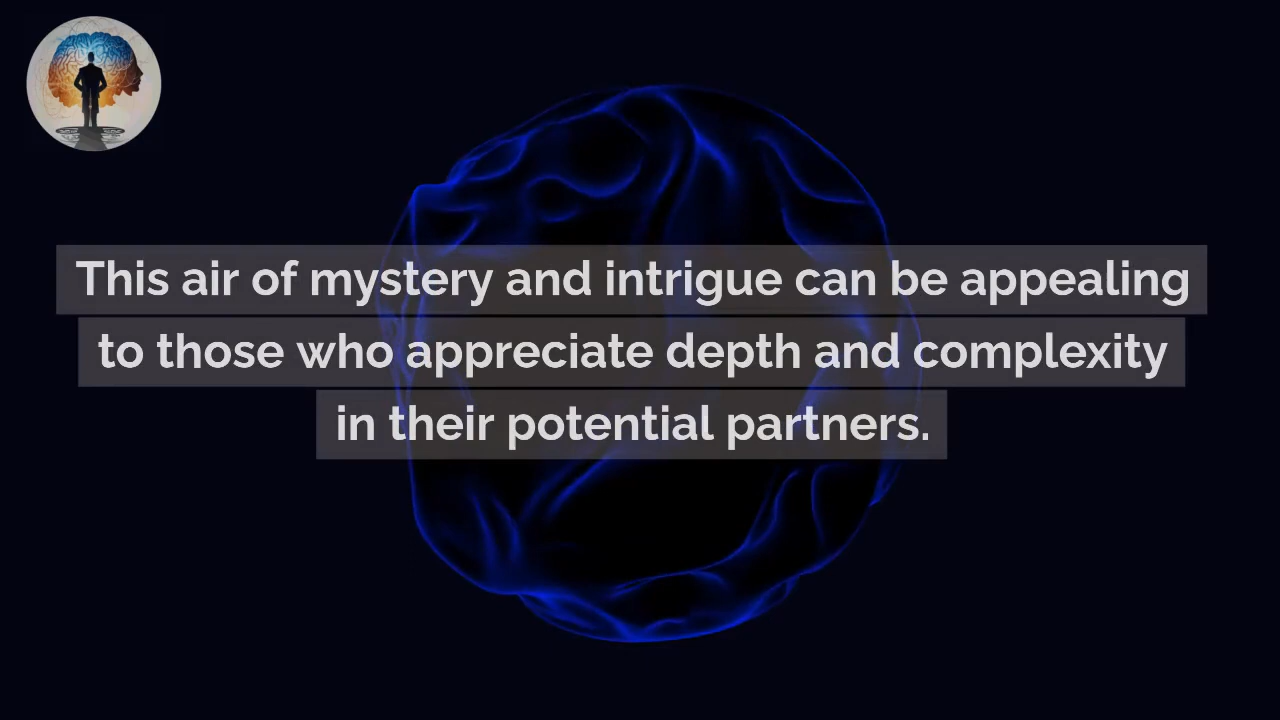 This air of mystery and intrigue can be appealing
to those who appreciate depth and complexity
in their potential partners.